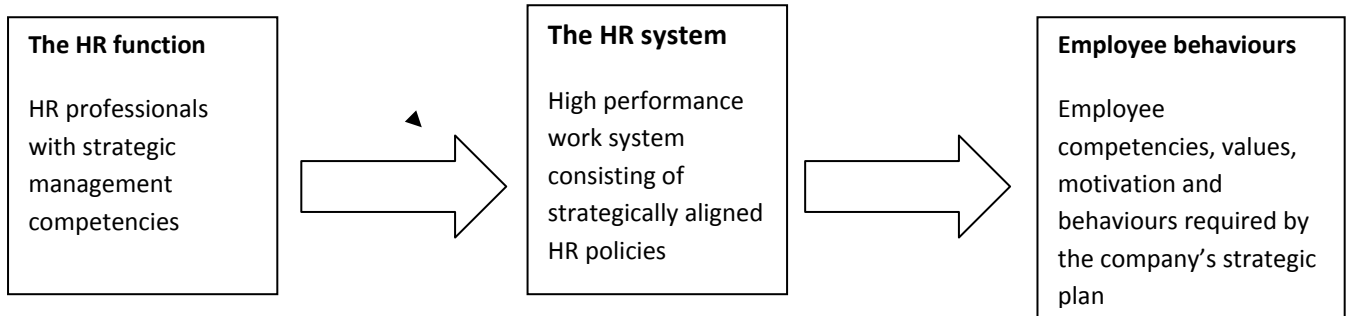 The HR function
HR professionals
with strategic
management
competencies
The HR system
High performance
work system
consisting of
strategically aligned
HR policies
Employee behaviours
Employee
competencies, values,
motivation and
behaviours required by
the company’s strategic
plan